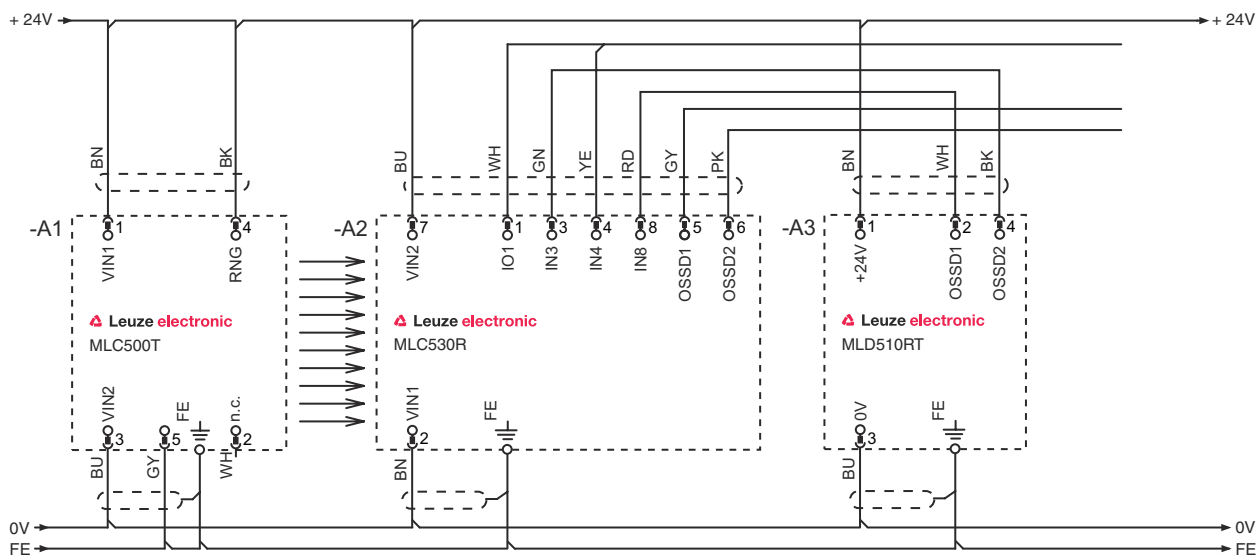 + 24V
+ 24V
BN
BK
BU
WH
GN
YE
RD
GY
PK
BN
WH
BK
-A1
1
4
-A2
7
1
3
4
8
5
6
-A3
1
2
4
VIN1
RNG
VIN2
IO1
IN3
IN4
IN8
OSSD1
OSSD2
+24V
OSSD1
OSSD2
Leuze electronic
MLC500T
Leuze electronic
MLC530R
Leuze electronic
MLD510RT
VIN2
FE
n.c.
VIN1
FE
0V
FE
3
5
2
2
3
BU
GY
WH
BN
BU
0V
0V
FE
FE